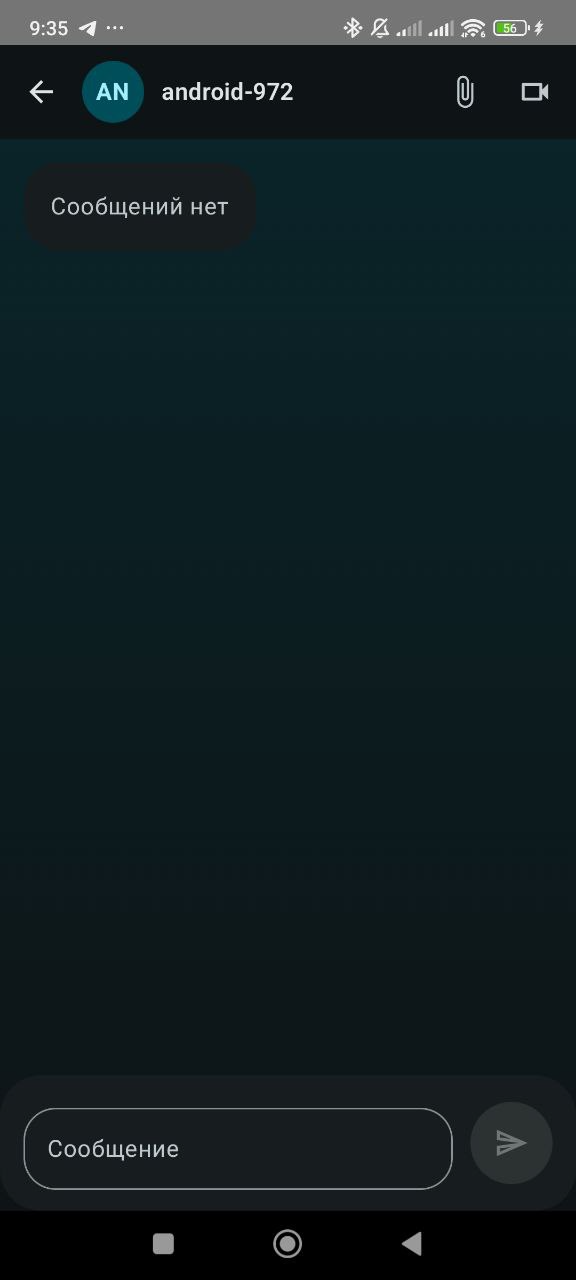 9:35
56
AN
android-972
Сообщений нет
Сообщение